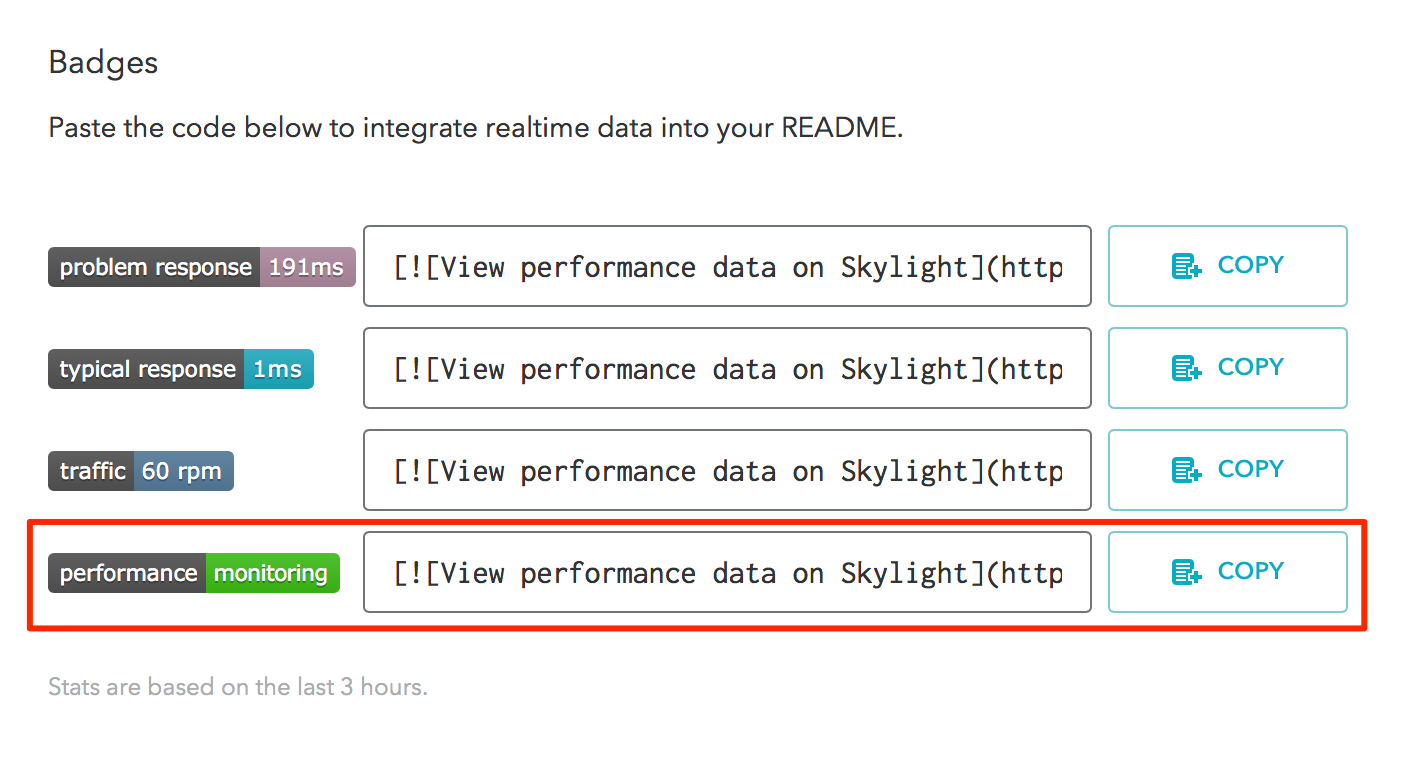 Badges
Paste the code below to integrate realtime data into your README.
problem response 191ms [![View performance data on Skylight](http COPY
typical response 1ms [![View performance data on Skylight](http COPY
traffic 60 rpm [![View performance data on Skylight](http COPY
performance monitoring [![View performance data on Skylight](http COPY
Stats are based on the last 3 hours.